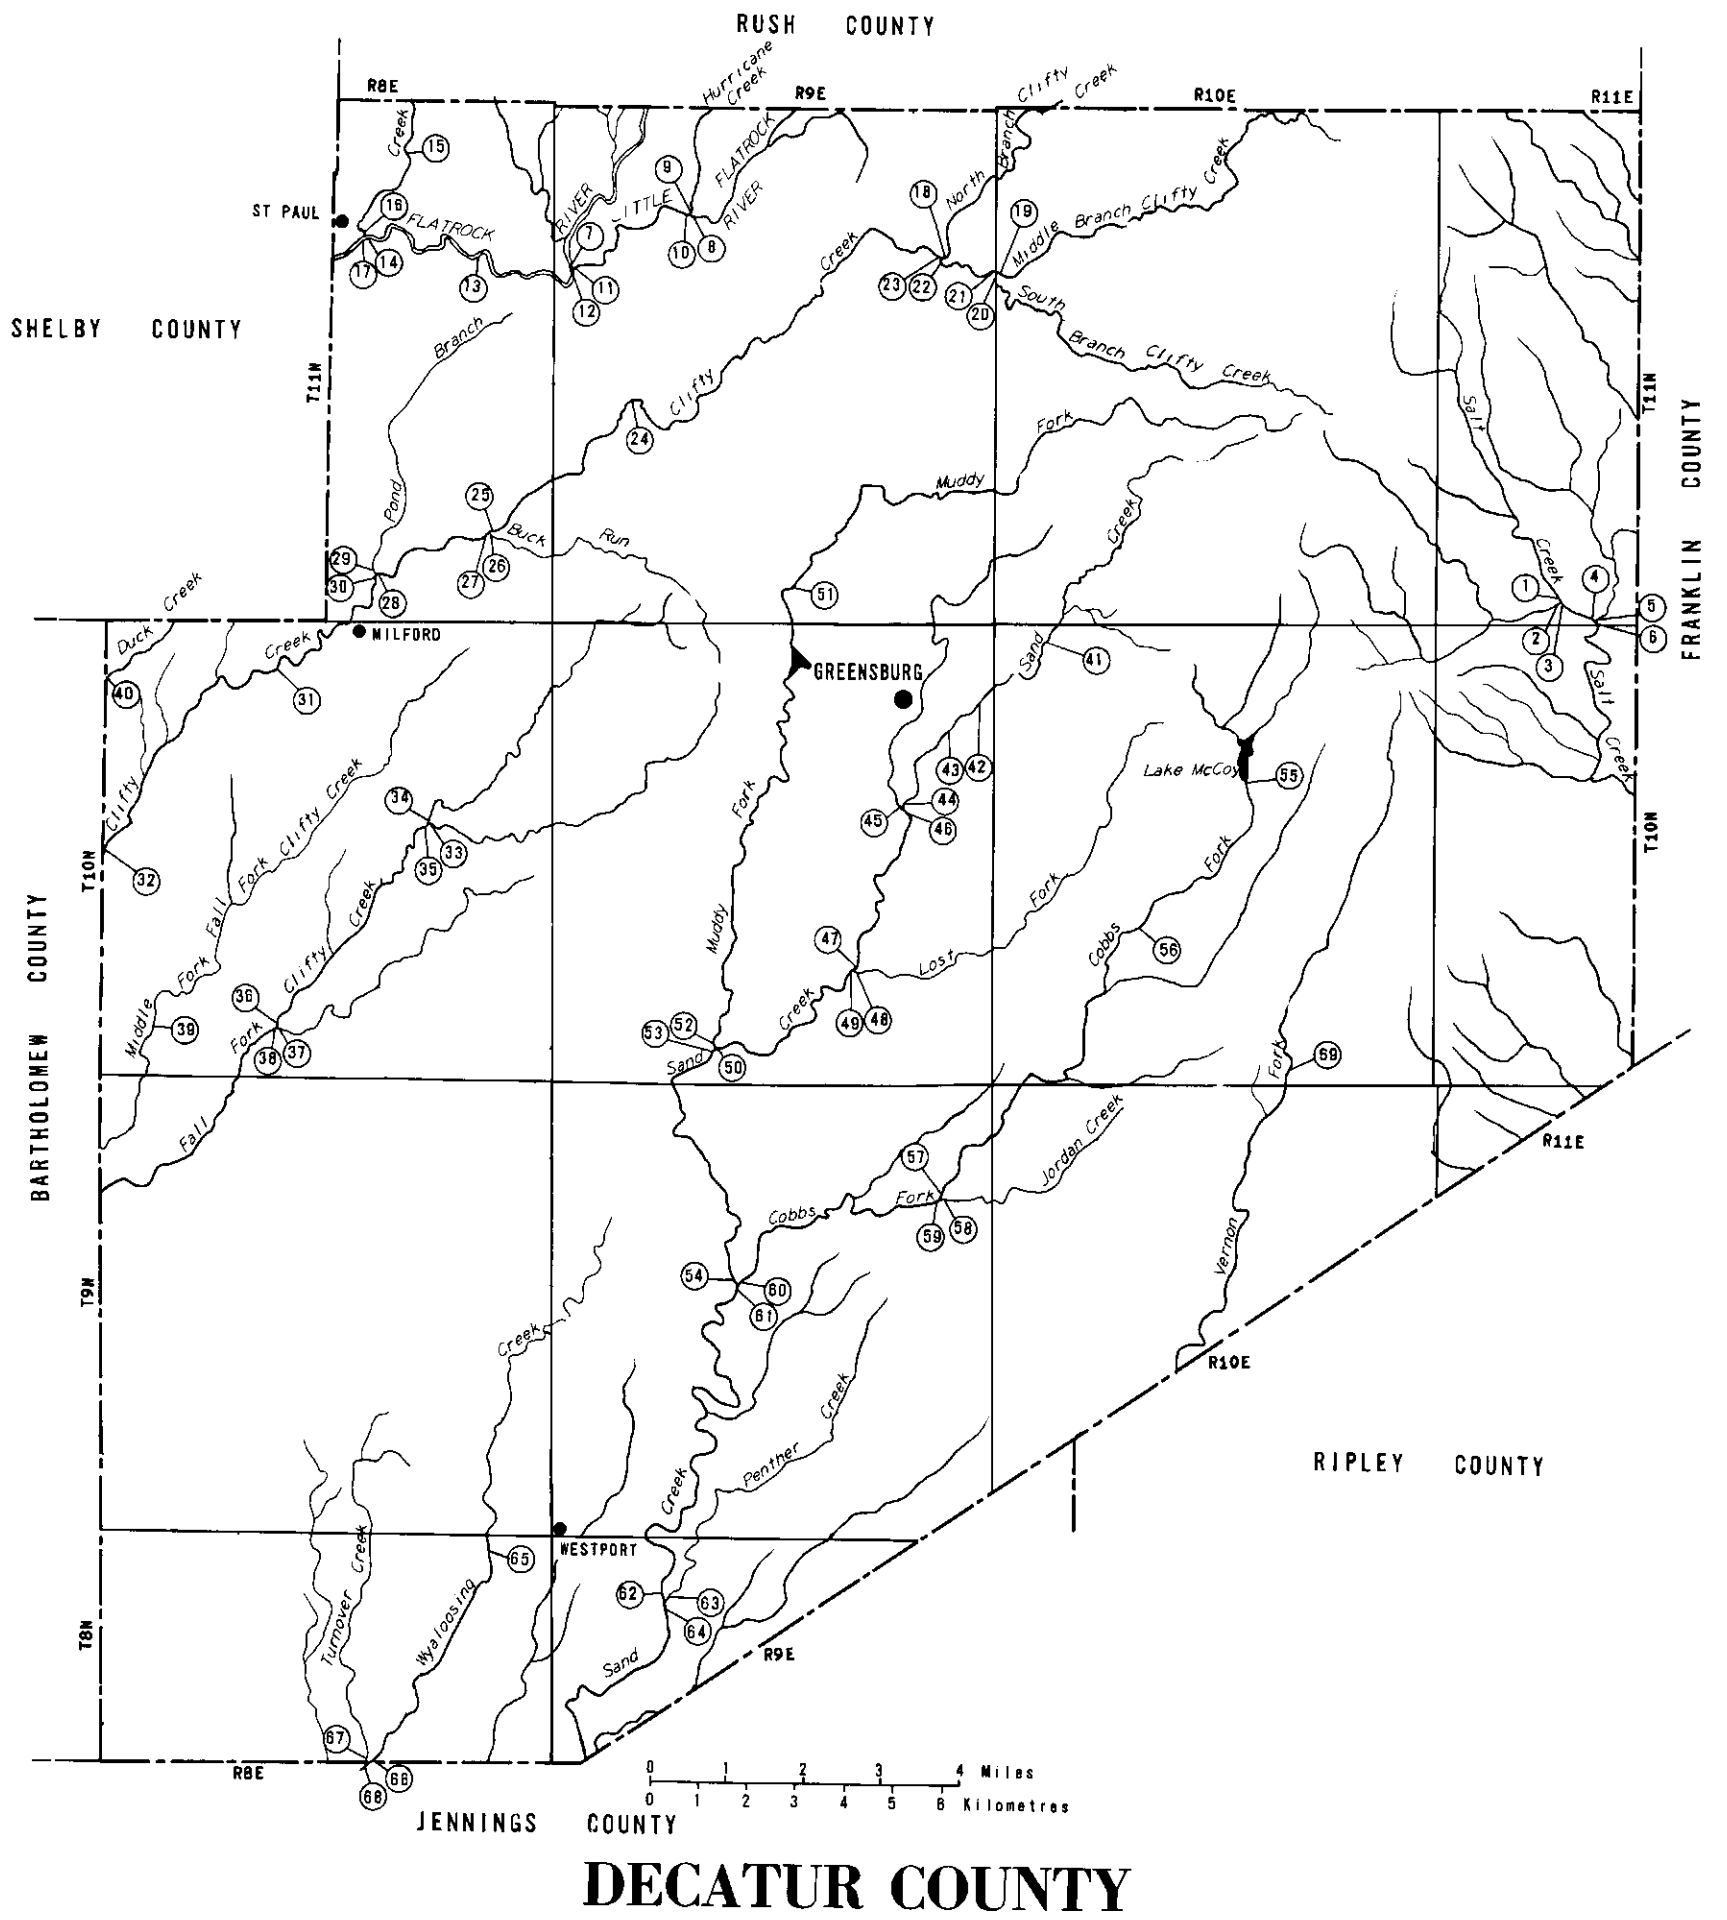 RUSH COUNTY
R8E
R9E
R10E
R11E
Hurricane Creek
Clifty Creek
North Branch
Creek
15
9
FLATROCK RIVER
LITTLE
18
19
Middle Branch Clifty Creek
ST PAUL
16
FLATROCK
RIVER
7
10
8
17
14
13
11
12
Creek
23
22
21
20
South Branch Clifty Creek
SHELBY COUNTY
Branch
T11N
T11N
Clifty
24
Salt
Fork
FRANKLIN COUNTY
Muddy
25
Pond
Buck Run
Creek
29
30
27
26
28
51
Creek
1
4
5
2
3
6
Duck Creek
MILFORD
Creek
31
40
GREENSBURG
Sand
41
Salt
Creek
43
42
Lake McCoy
55
Clifty
34
Fork
44
45
46
35
33
T10N
T10N
32
Middle Fork Fall Fork Clifty Creek
Creek
Fork
Fork
Muddy
47
Lost
Cobbs
56
Clifty
36
39
Fork
38
37
Creek
49
48
53
52
50
Sand
Fork
69
BARTHOLOMEW COUNTY
Fall
Jordan Creek
R11E
57
Fork
Cobbs
59
58
Vernon
54
60
61
T9N
Creek
R10E
Creek
Penther
Creek
RIPLEY COUNTY
Turnover Creek
WESTPORT
65
Wyaloosing
62
63
64
T8N
Sand
R9E
67
R8E
66
68
0 1 2 3 4 Miles
0 1 2 3 4 5 6 Kilometres
JENNINGS COUNTY
DECATUR COUNTY